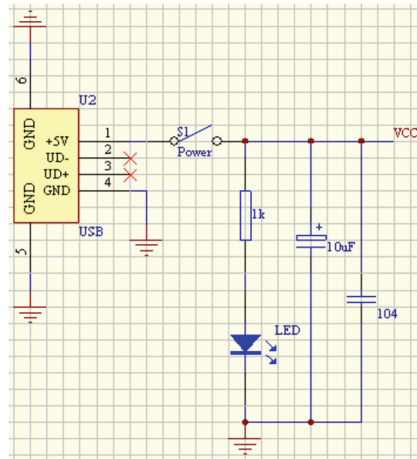 6
U2
GND
+5V
UD-
UD+
GND
GND
1
2
3
4
S1
Power
VCC
USB
5
1k
+
10uF
104
LED